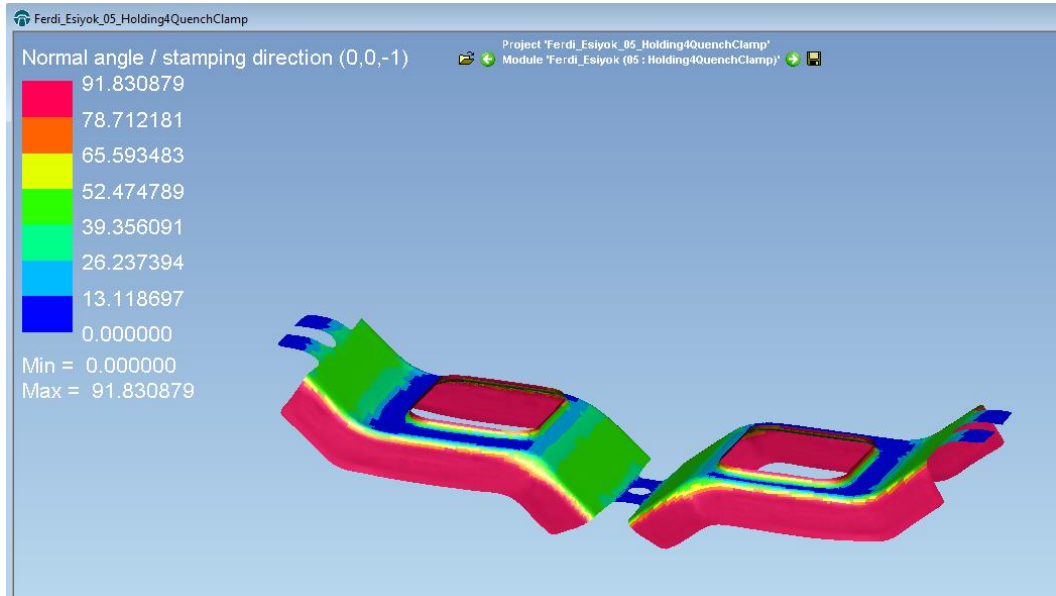 Ferdi_Esiyok_05_Holding4QuenchClamp
Normal angle / stamping direction (0,0,-1)
Project 'Ferdi_Esiyok_05_Holding4QuenchClamp'
Module 'Ferdi_Esiyok (05 : Holding4QuenchClamp)'
91.830879
78.712181
65.593483
52.474789
39.356091
26.237394
13.118697
0.000000
Min = 0.000000
Max = 91.830879